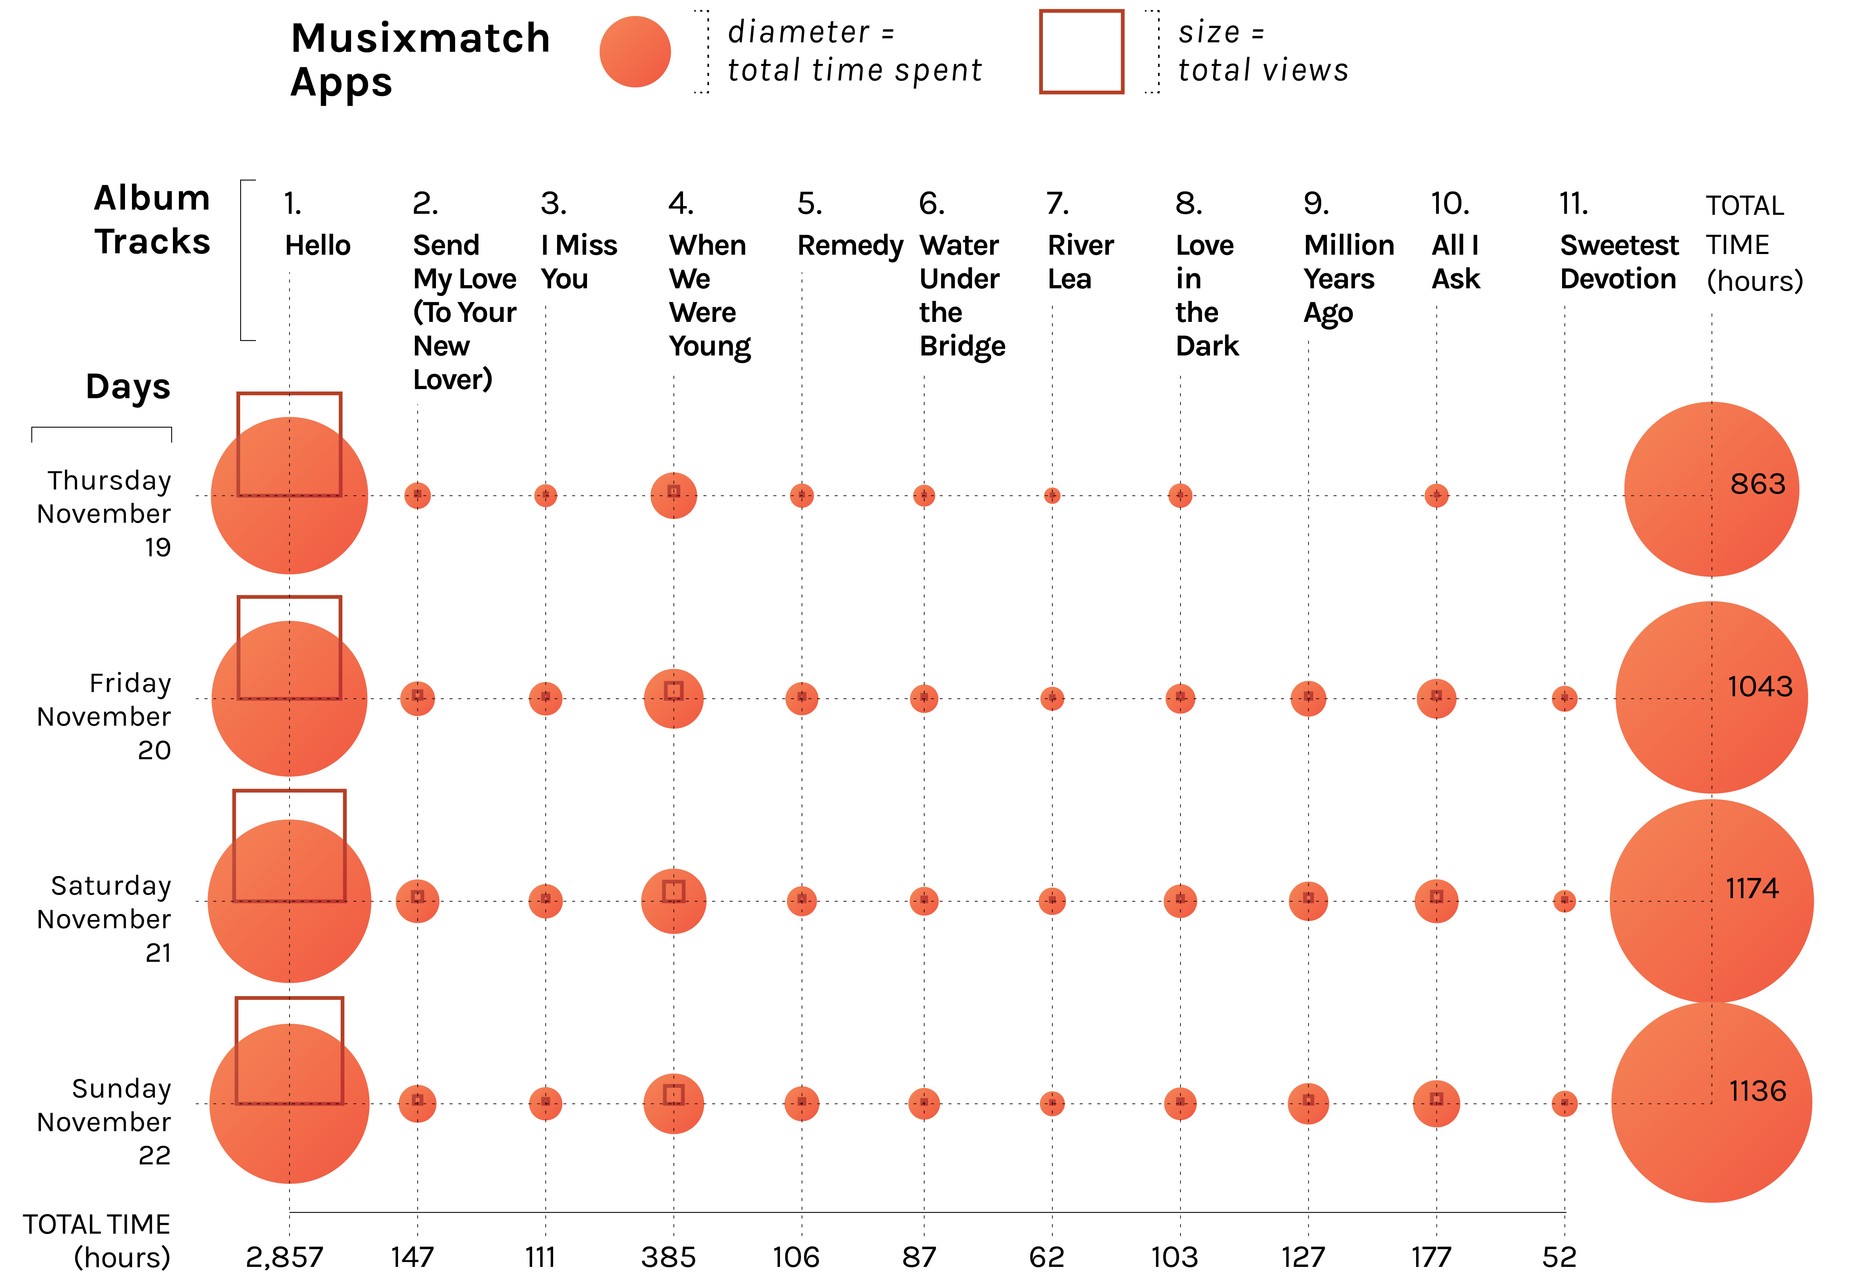 Musixmatch
Apps
diameter =
total time spent
size =
total views
Album
Tracks
1.
Hello
2.
Send
My Love
(To Your
New
Lover)
3.
I Miss
You
4.
When
We
Were
Young
5.
Remedy
6.
Water
Under
the
Bridge
7.
River
Lea
8.
Love
in
the
Dark
9.
Million
Years
Ago
10.
All I
Ask
11.
Sweetest
Devotion
TOTAL
TIME
(hours)
Days
Thursday
November
19
863
Friday
November
20
1043
Saturday
November
21
1174
Sunday
November
22
1136
TOTAL TIME
(hours)
2,857 147 111 385 106 87 62 103 127 177 52